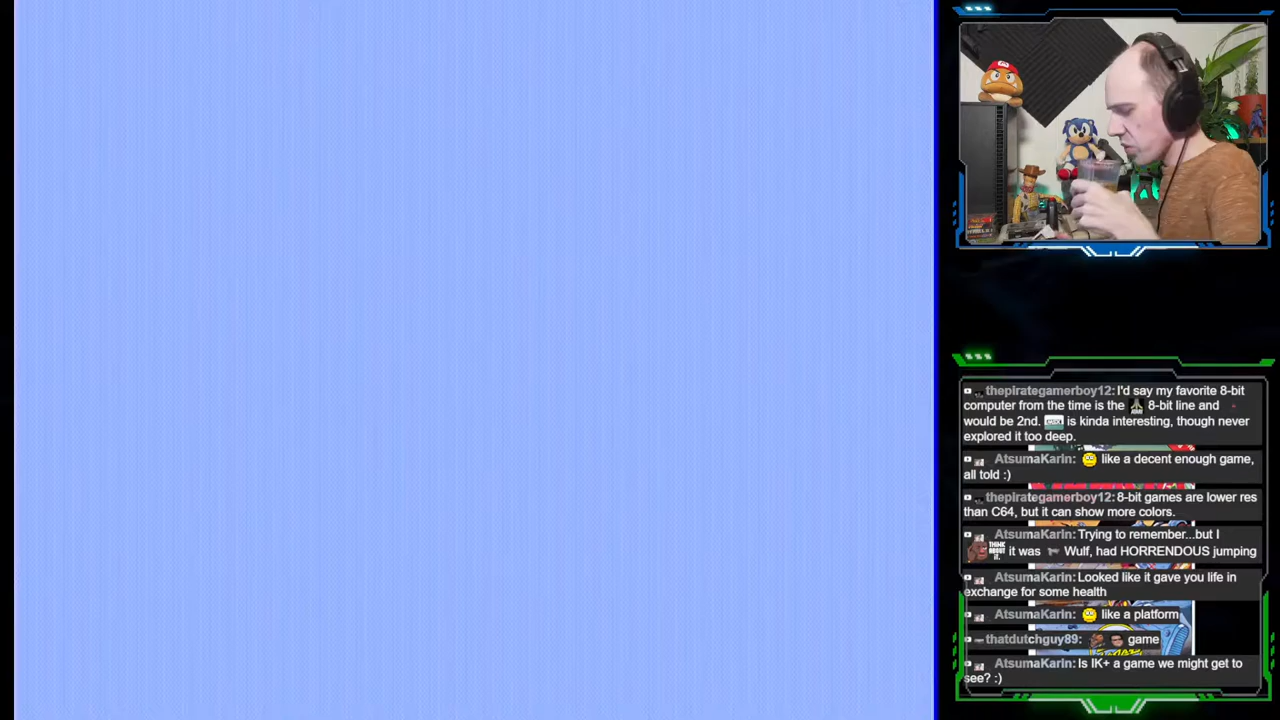 thepirategamerboy12: I'd say my favorite 8-bit
computer from the time is the 8-bit line and
would be 2nd. is kinda interesting, though never
explored it too deep.
AtsumaKarin: like a decent enough game,
all told :)
thepirategamerboy12: 8-bit games are lower res
than C64, but it can show more colors.
AtsumaKarin: Trying to remember...but I
THINK ABOUT IT. it was Wulf, had HORRENDOUS jumping
AtsumaKarin: Looked like it gave you life in
exchange for some health
AtsumaKarin: like a platform
thatdutchguy89: game
AtsumaKarin: Is IK+ a game we might get to
see? :)